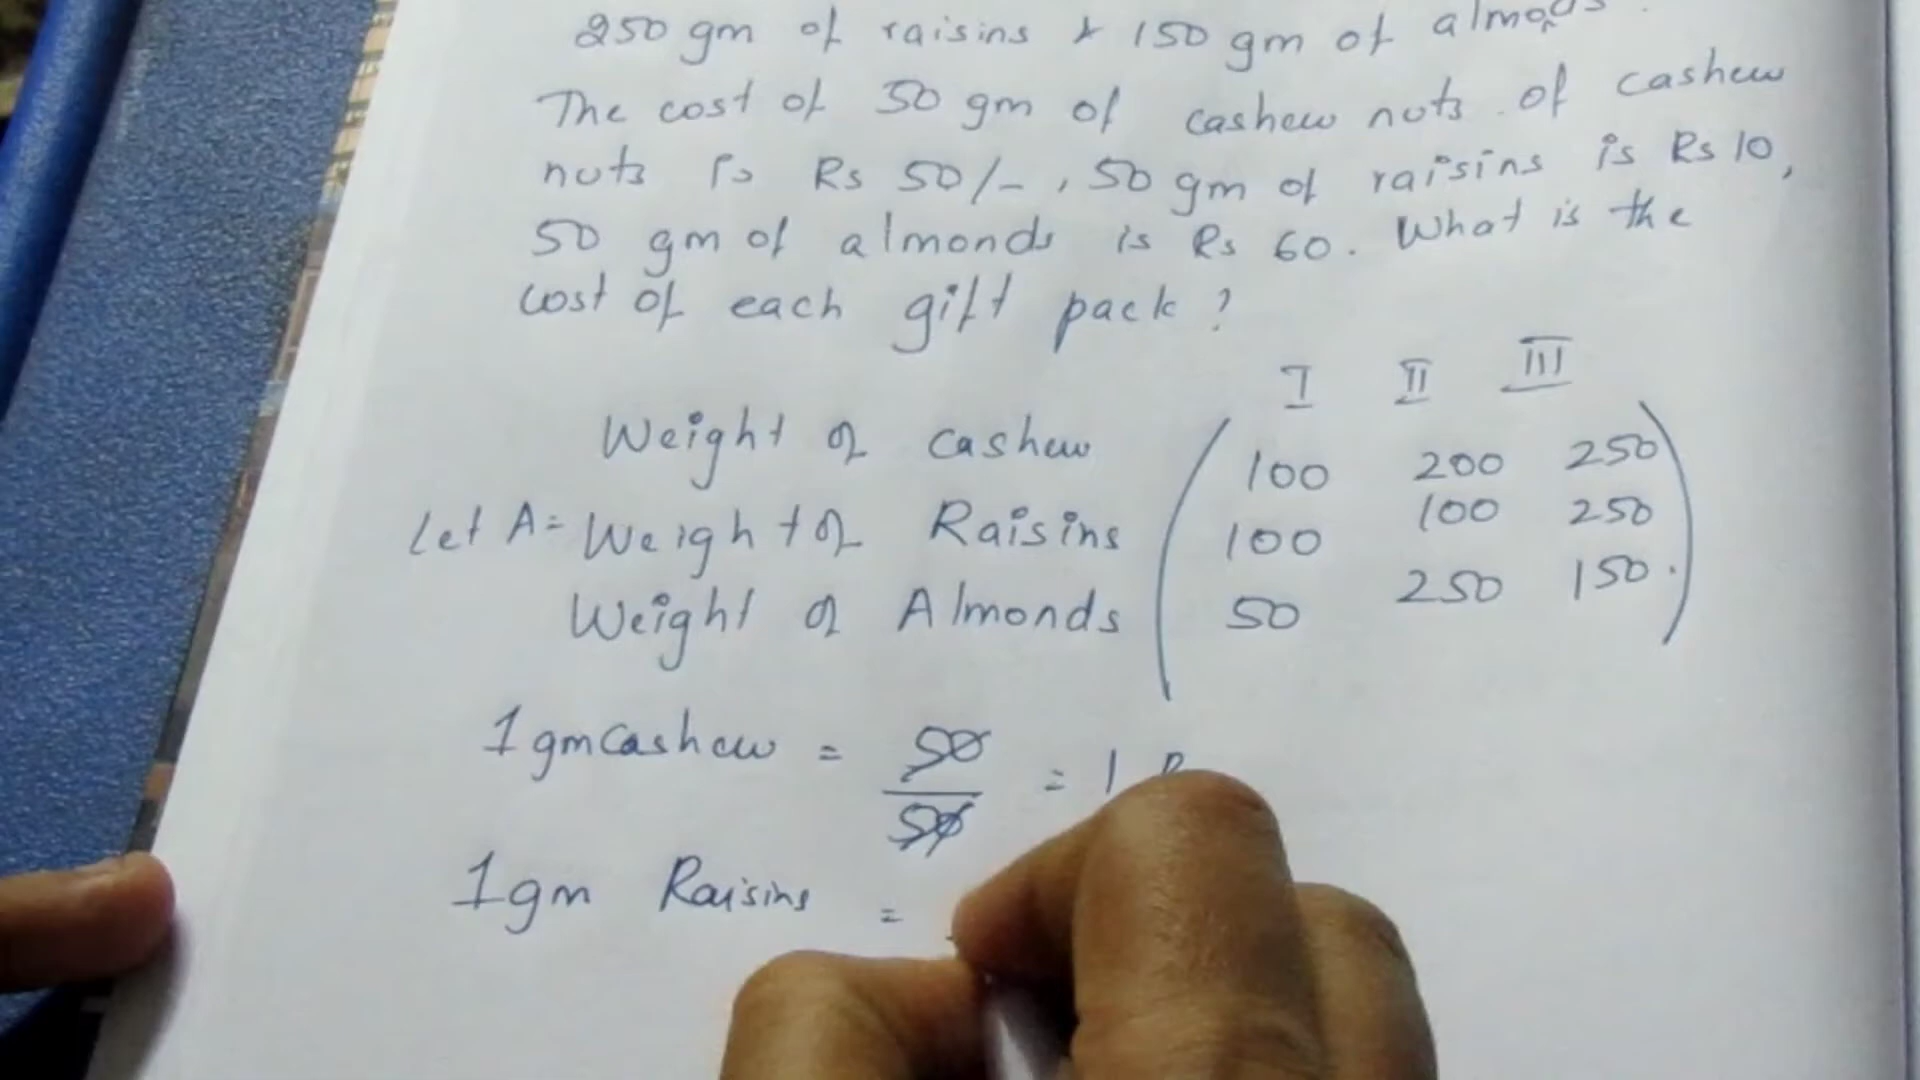 250 gm of raisins & 150 gm of
The cost of 50 gm of cashew nuts of cashew
nuts is Rs 50/-, 50 gm of raisins is Rs 10,
50 gm of almonds is Rs 60. What is the
cost of each gift pack?
I II III
Weight of cashew 100 200 250
Let A = Weight of Raisins 100 100 250
Weight of Almonds 50 250 150.
1gm Cashew = 50/50 = 1
1gm Raisins =